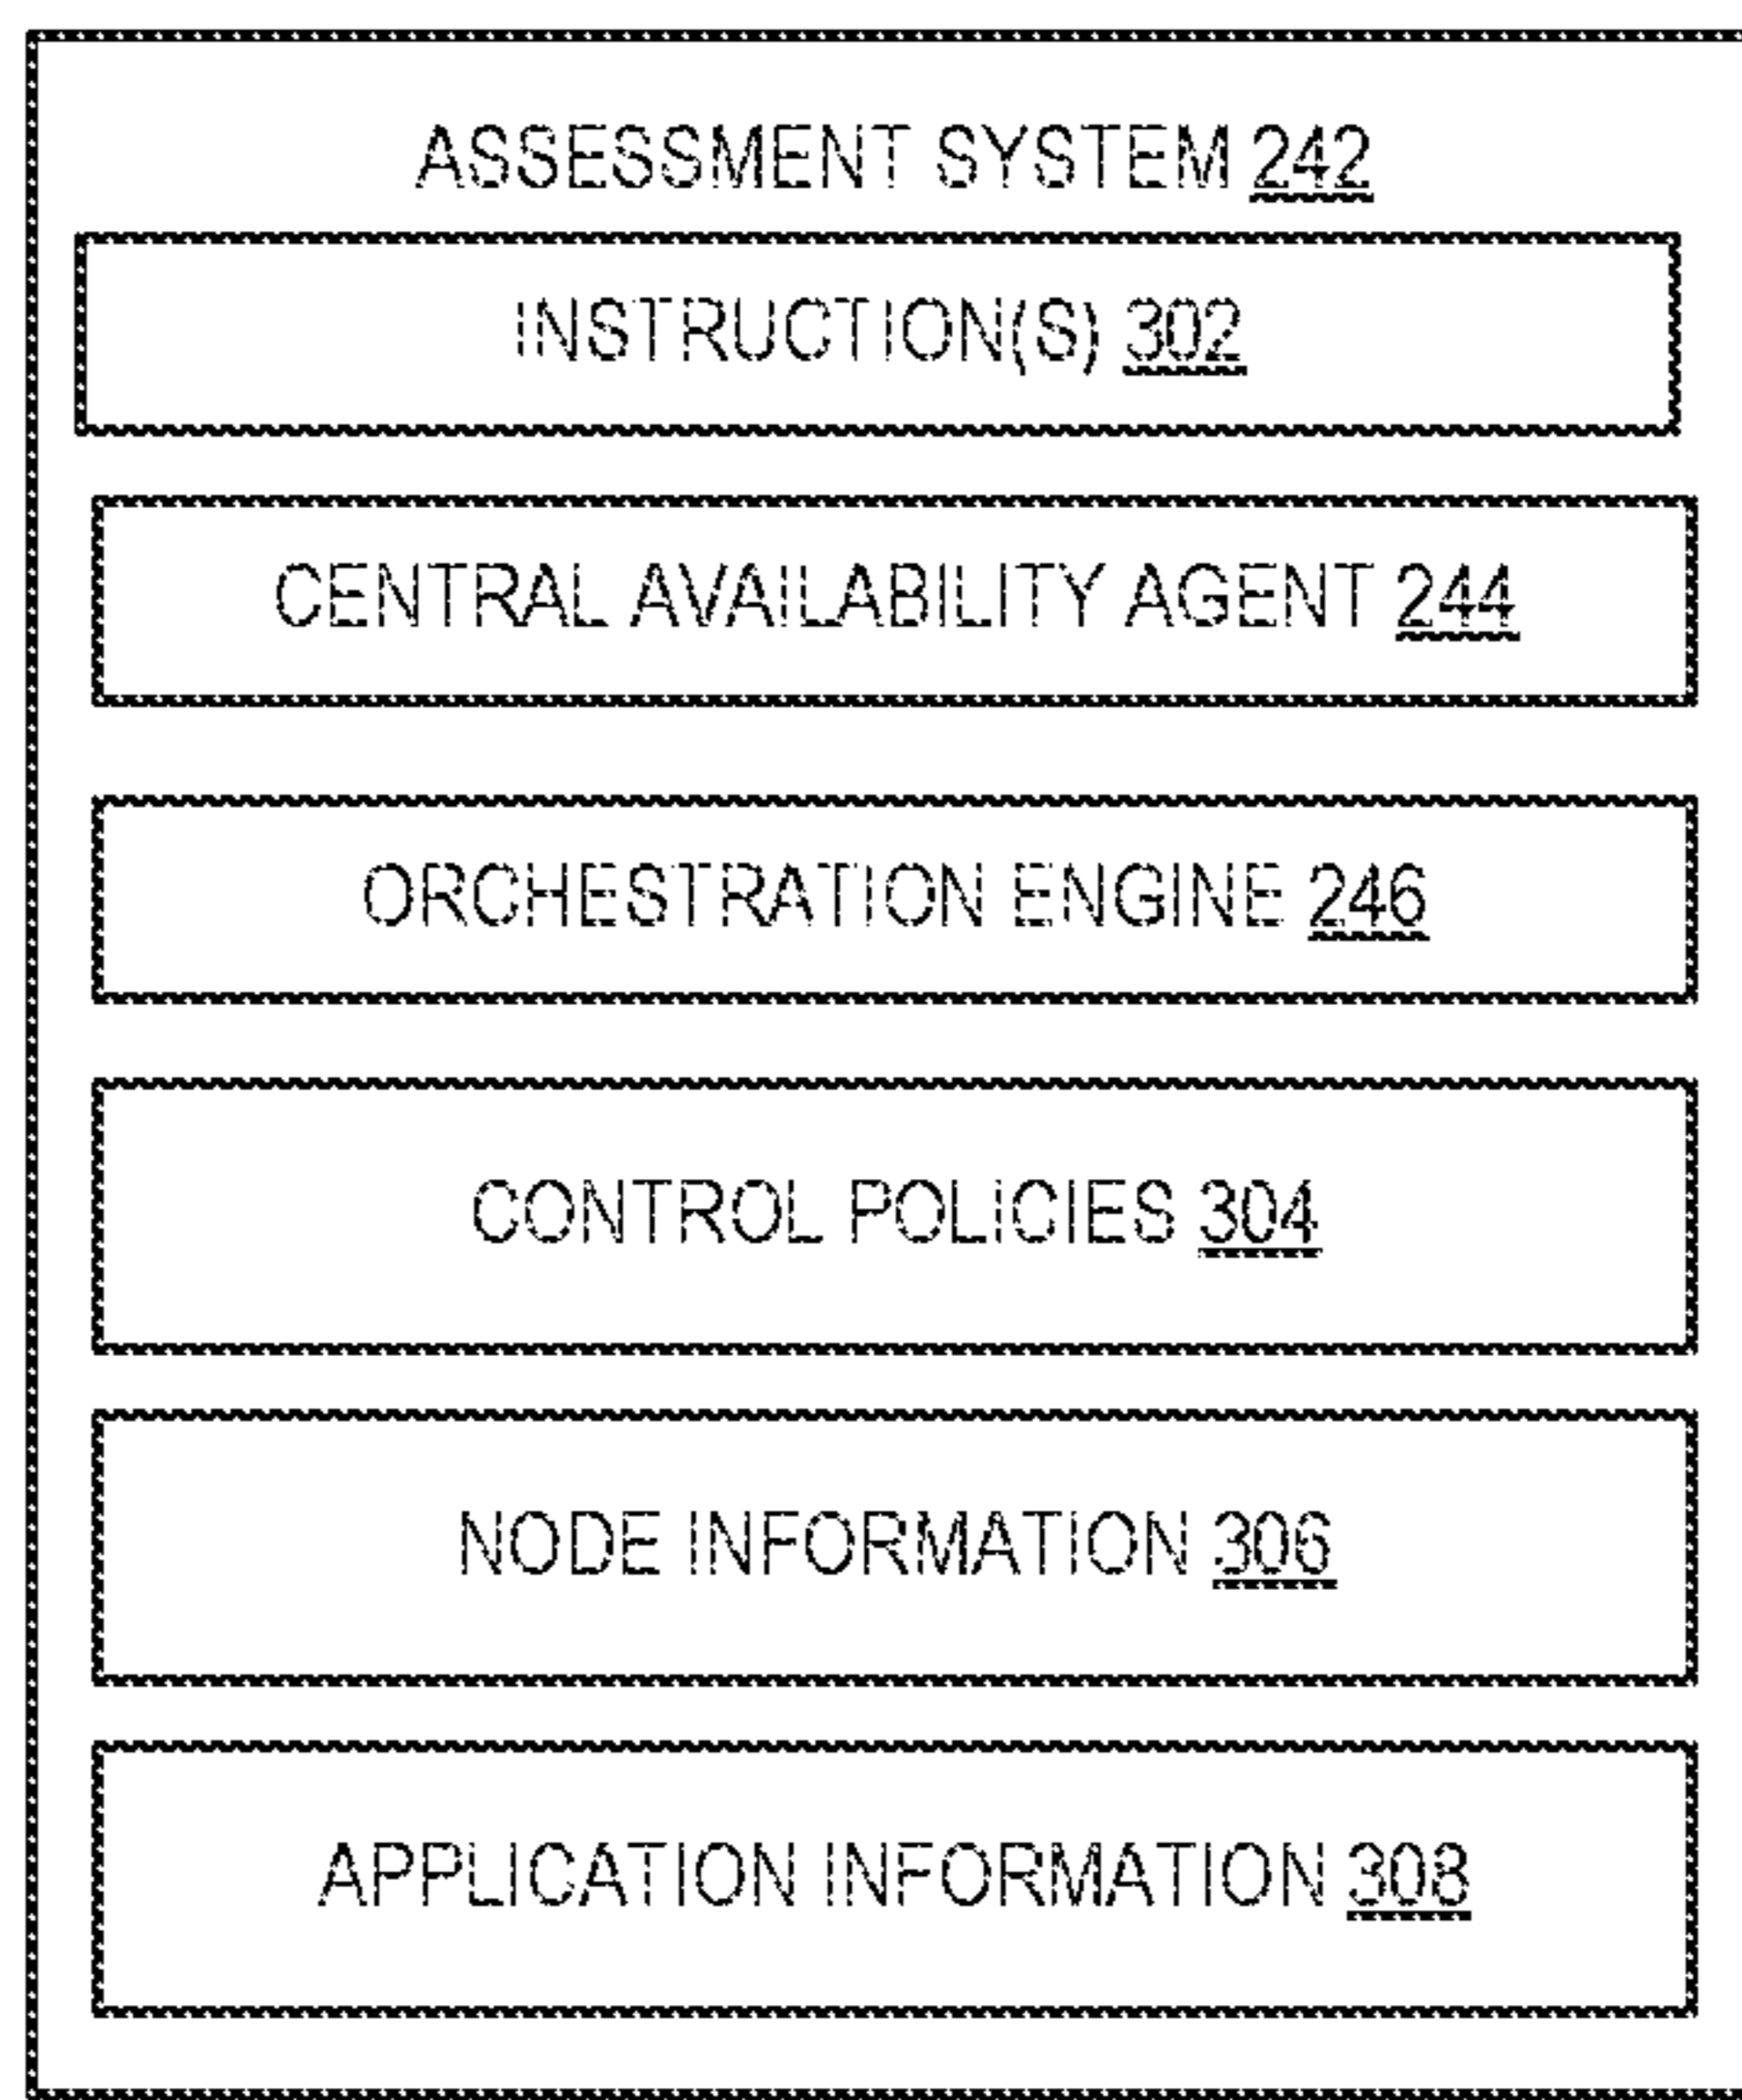 ASSESSMENT SYSTEM 242
INSTRUCTION(S) 302
CENTRAL AVAILABILITY AGENT 244
ORCHESTRATION ENGINE 246
CONTROL POLICIES 304
NODE INFORMATION 306
APPLICATION INFORMATION 308